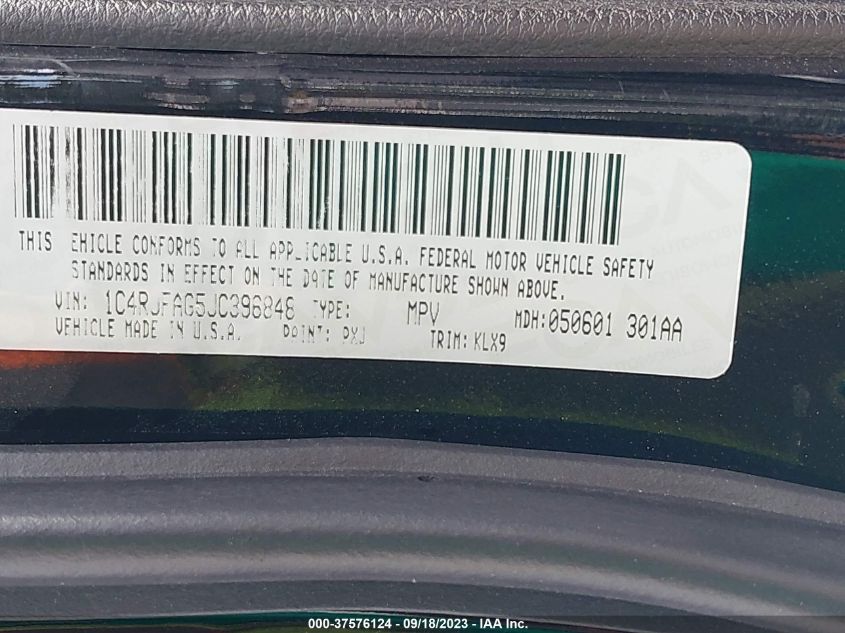 THIS EHICLE CONFORMS TO ALL APPLICABLE U.S.A. FEDERAL MOTOR VEHICLE SAFETY
STANDARDS IN EFFECT ON THE DATE OF MANUFACTURE SHOWN ABOVE.
VIN: 1C4RJFAG5JC396848 TYPE: MPV MDH:050601 301AA
VEHICLE MADE IN U.S.A. PAINT: PXJ TRIM: KLX9
000-37576124 - 09/18/2023 - IAA Inc.